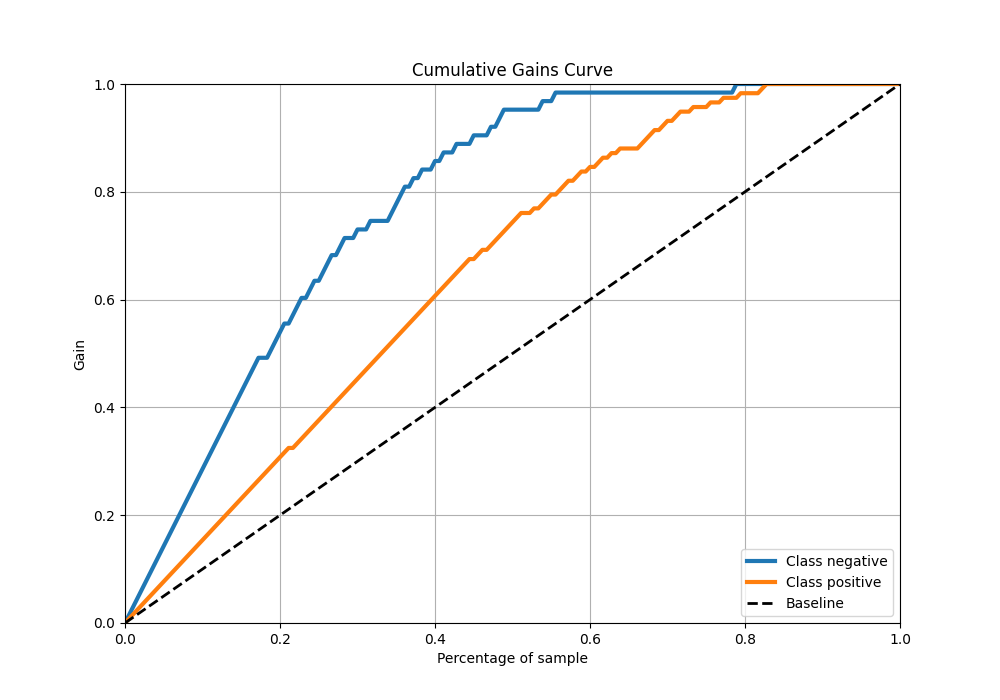 Cumulative Gains Curve
1.0
0.8
0.6
0.4
0.2
0.0
Gain
0.0 0.2 0.4 0.6 0.8 1.0
Percentage of sample
Class negative
Class positive
Baseline